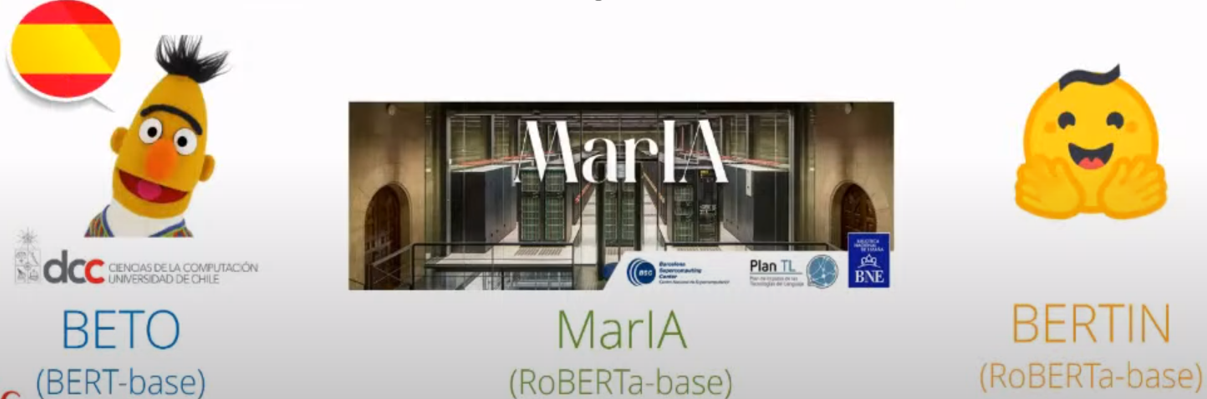 MarIA
dcc CIENCIAS DE LA COMPUTACIÓN
UNIVERSIDAD DE CHILE
BSC
Barcelona
Supercomputing
Center
Centro Nacional de Supercomputación
Plan TL
Plan de Impulso de las
Tecnologías del Lenguaje
BIBLIOTECA
NACIONAL
DE ESPAÑA
BNE
BETO
(BERT-base)
MarIA
(RoBERTa-base)
BERTIN
(RoBERTa-base)